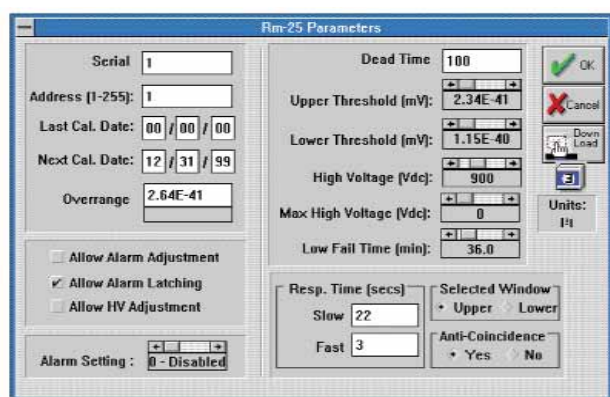 Rm-25 Parameters
Serial 1
Address [1-255]: 1
Last Cal. Date: 00 / 00 / 00
Next Cal. Date: 12 / 31 / 99
Overrange 2.64E-41
Allow Alarm Adjustment
Allow Alarm Latching
Allow HV Adjustment
Alarm Setting : 0 - Disabled
Dead Time 100
Upper Threshold (mV): 2.34E-41
Lower Threshold (mV): 1.15E-40
High Voltage (Vdc): 900
Max High Voltage (Vdc): 0
Low Fail Time (min): 36.0
Resp. Time (secs)
Slow 22
Fast 3
Selected Window
Upper Lower
Anti-Coincidence
Yes No
OK
Cancel
Down
Load
Units: